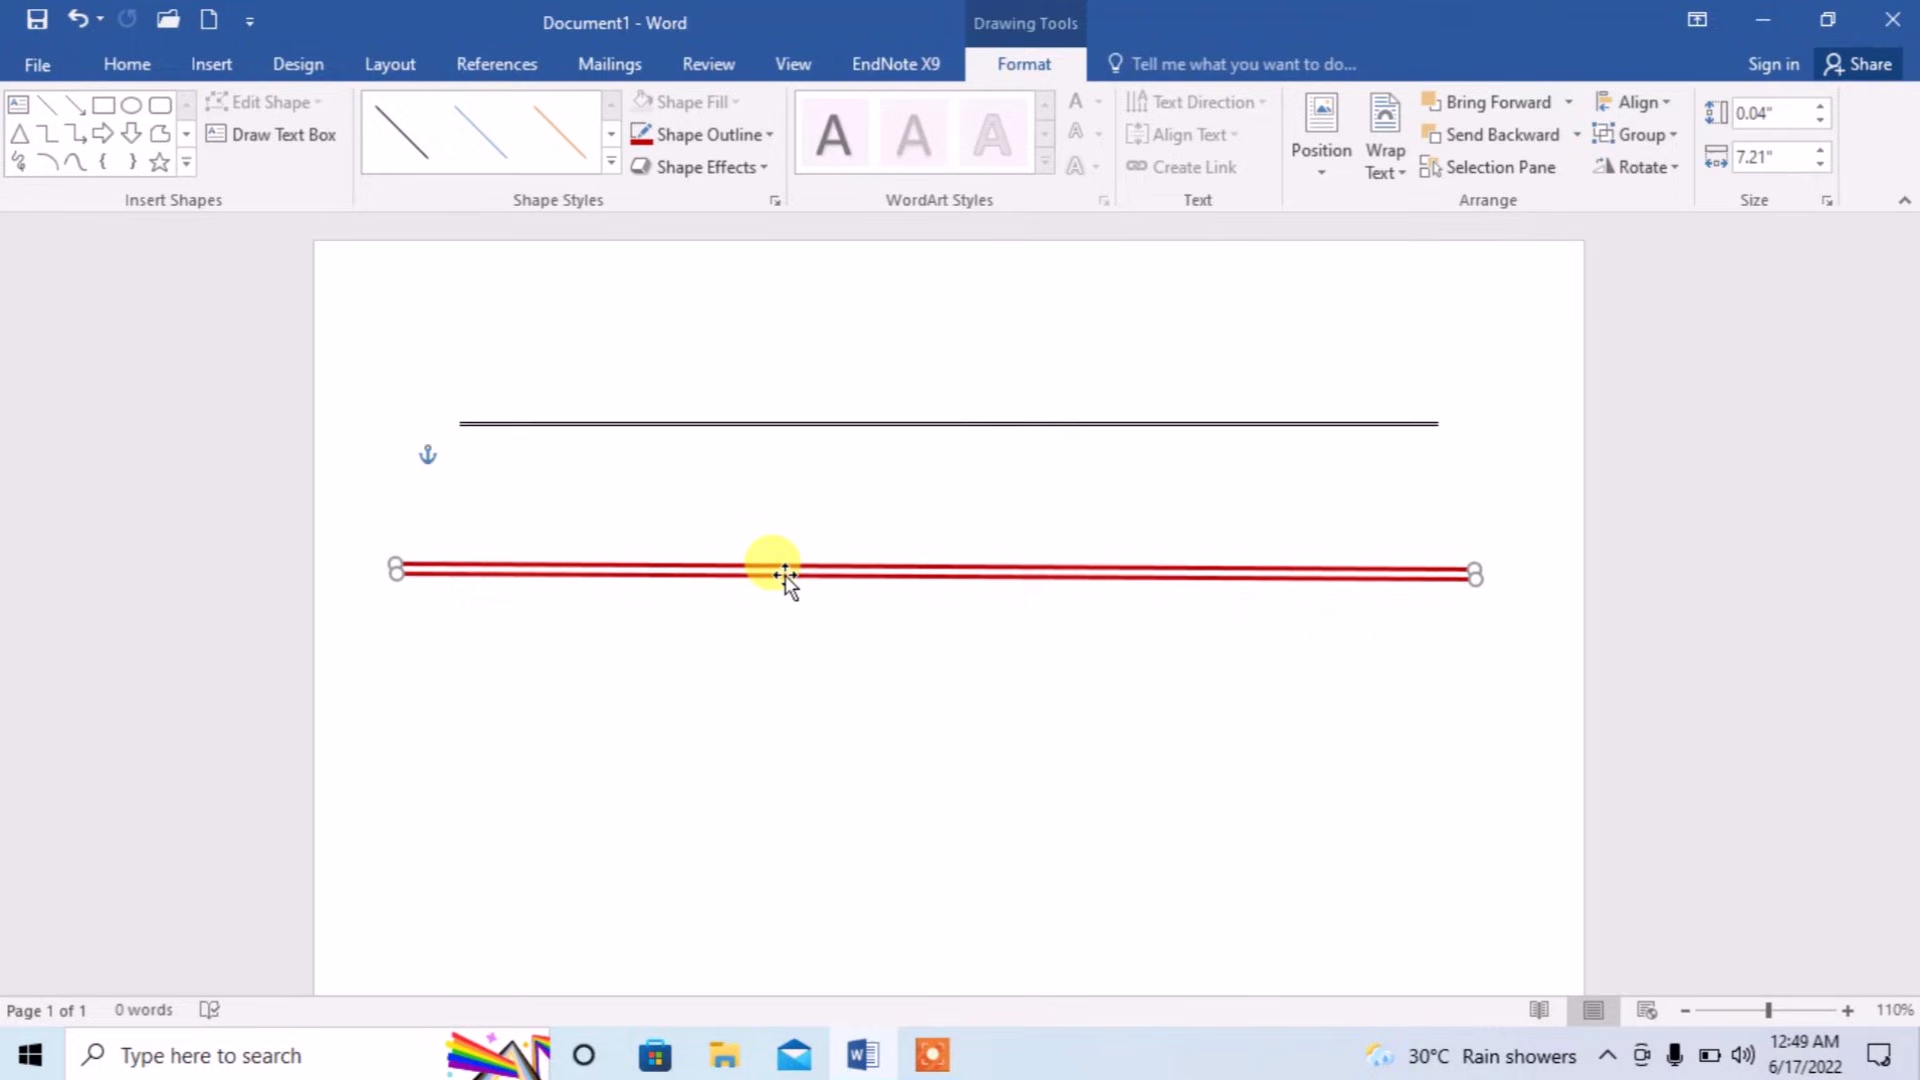 Document1 - Word
Drawing Tools
File Home Insert Design Layout References Mailings Review View EndNote X9 Format Tell me what you want to do... Sign in Share
Edit Shape
Draw Text Box
Insert Shapes
Shape Fill
Shape Outline
Shape Effects
Shape Styles
A A A
WordArt Styles
A
A
A
Text Direction
Align Text
Create Link
Text
Position
Wrap
Text
Bring Forward
Send Backward
Selection Pane
Align
Group
Rotate
Arrange
0.04"
7.21"
Size
Page 1 of 1 0 words
110%
Type here to search
30°C Rain showers
12:49 AM
6/17/2022